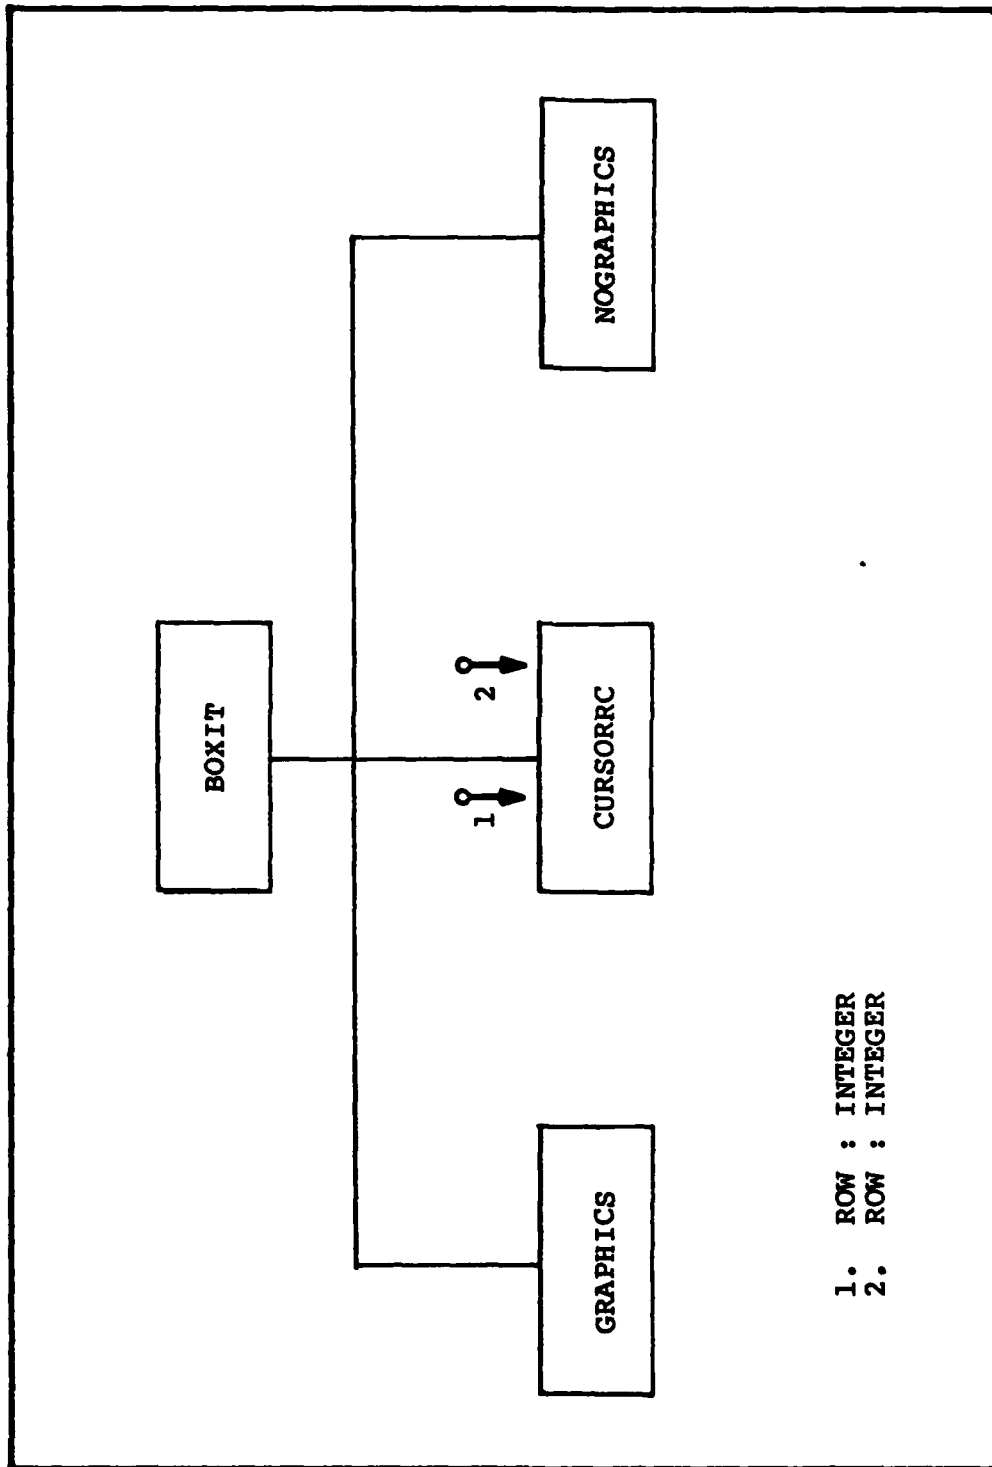 BOXIT
1
2
GRAPHICS
CURSORRC
NOGRAPHICS
1. ROW : INTEGER
2. ROW : INTEGER